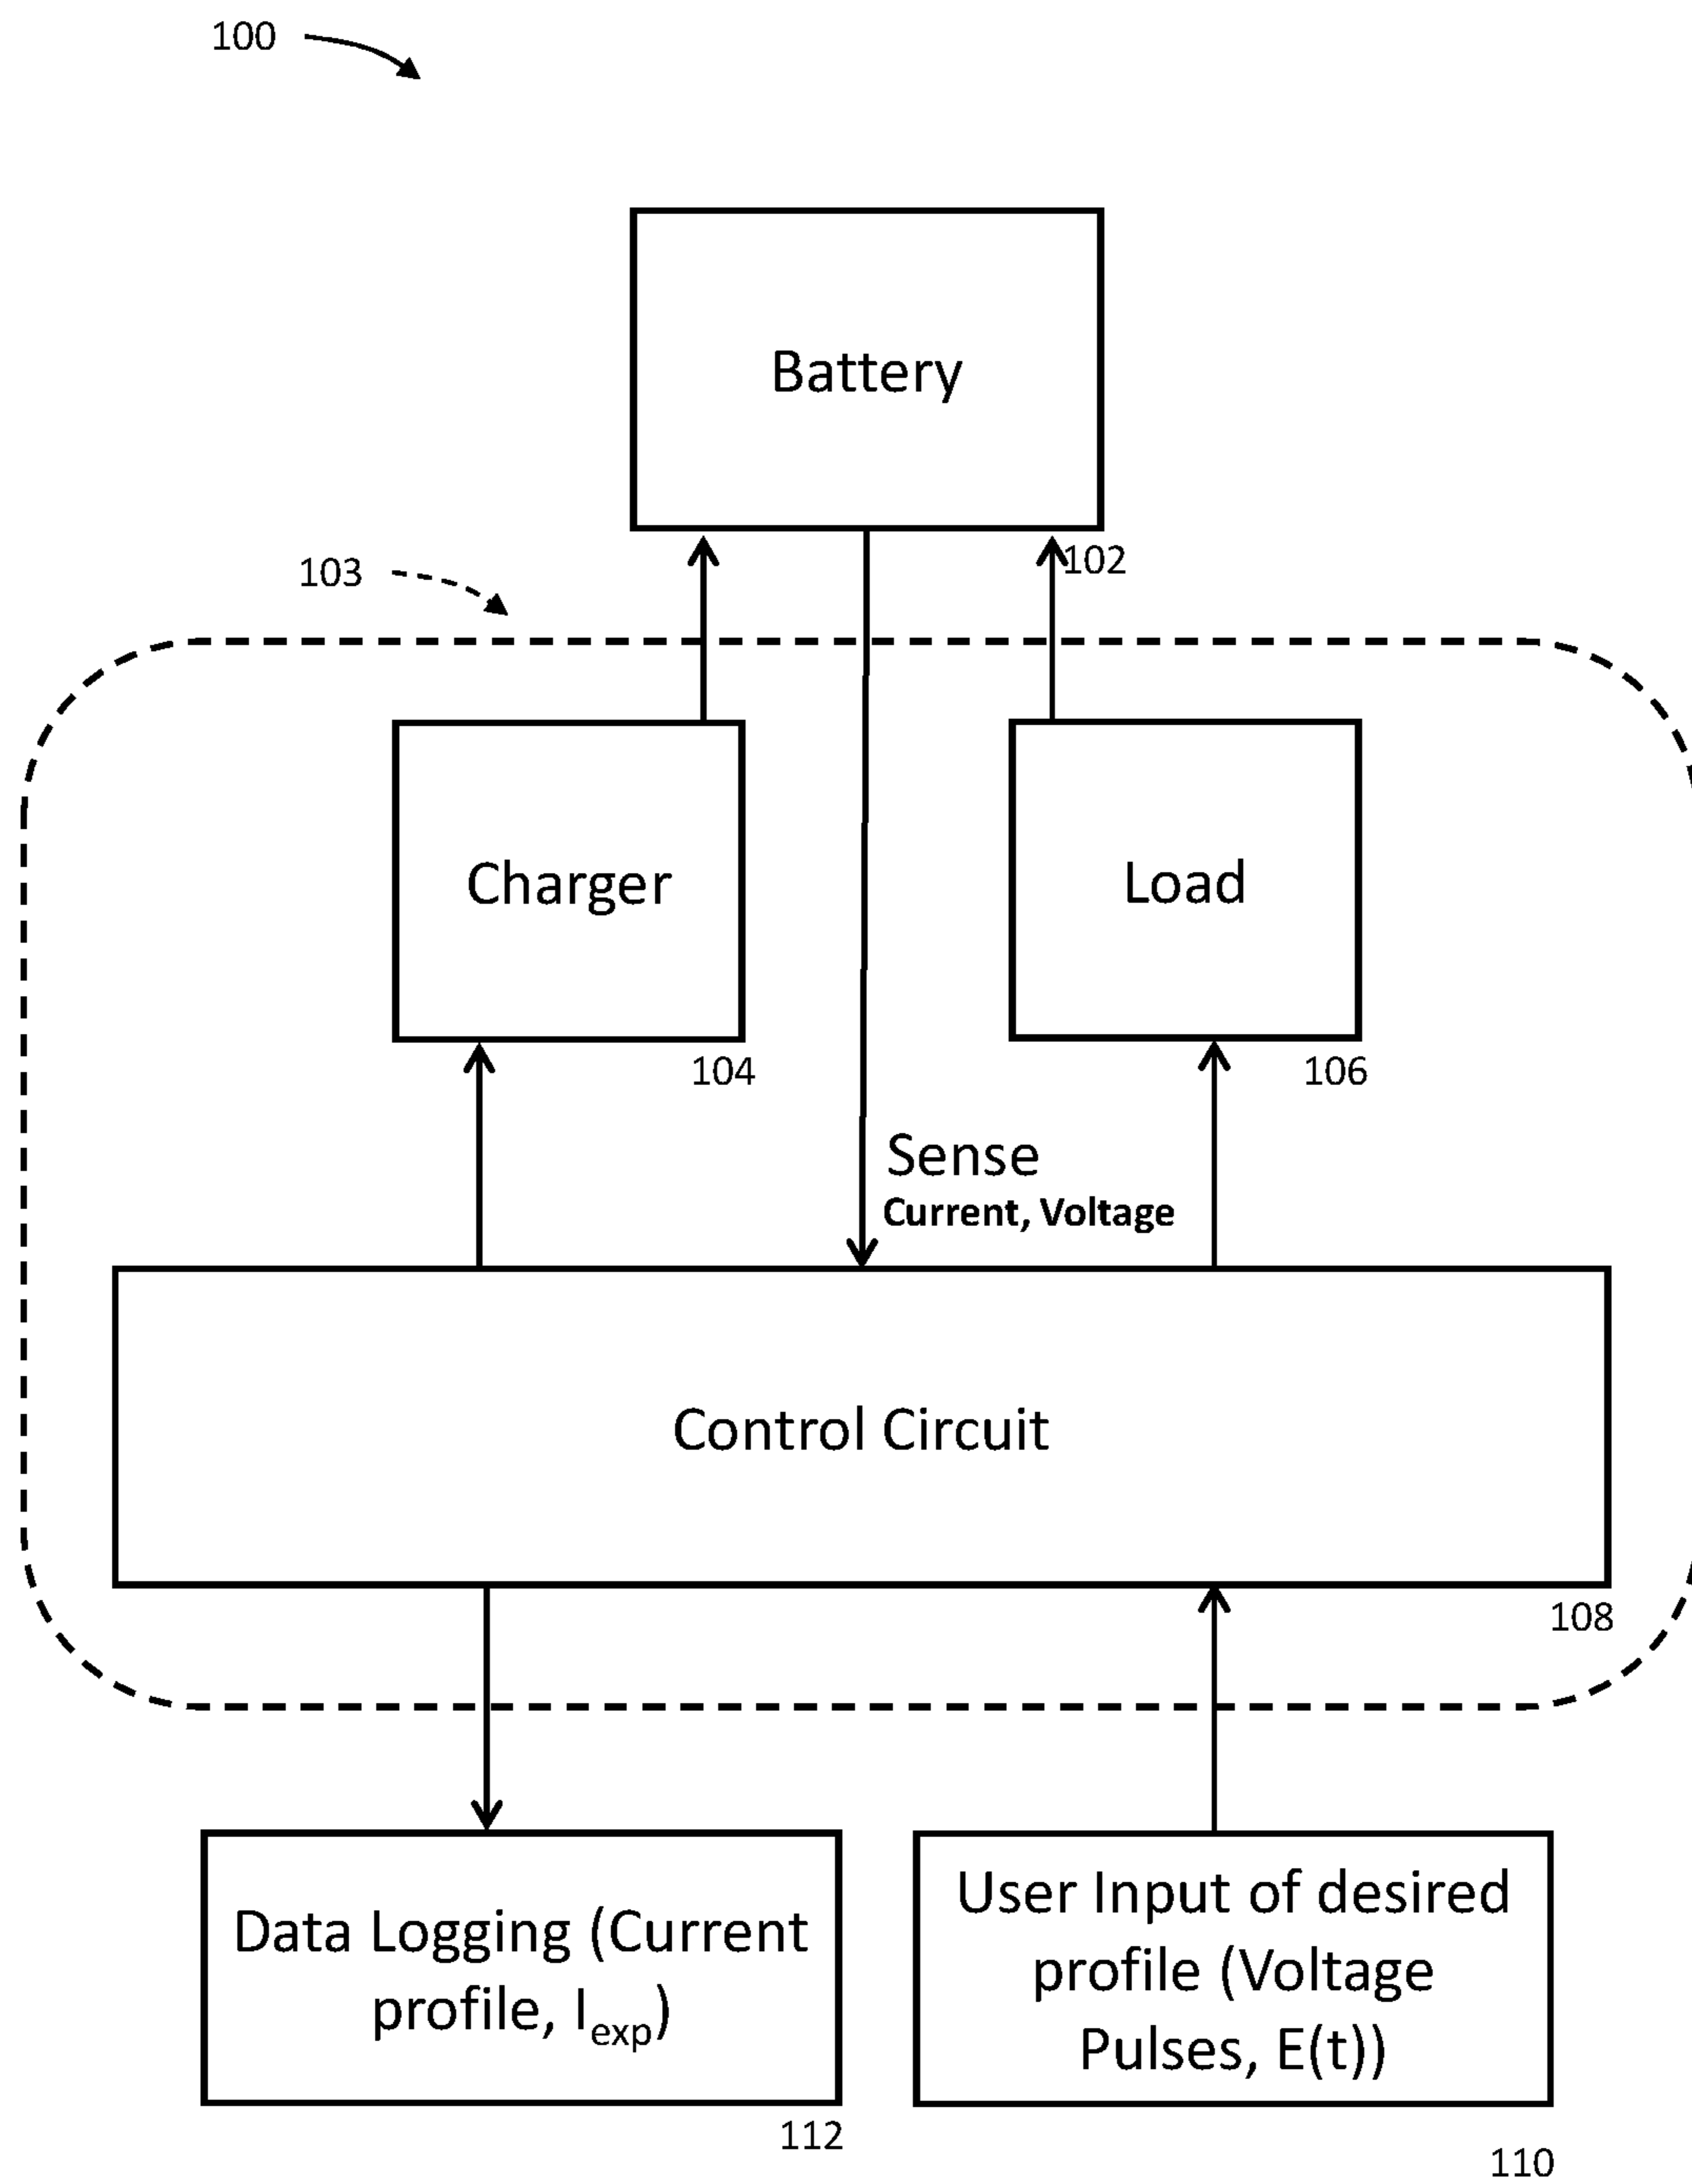 100
Battery
102
103
Charger
Load
104
106
Sense
Current, Voltage
Control Circuit
108
Data Logging (Current
profile, Iexp)
112
User Input of desired
profile (Voltage
Pulses, E(t))
110